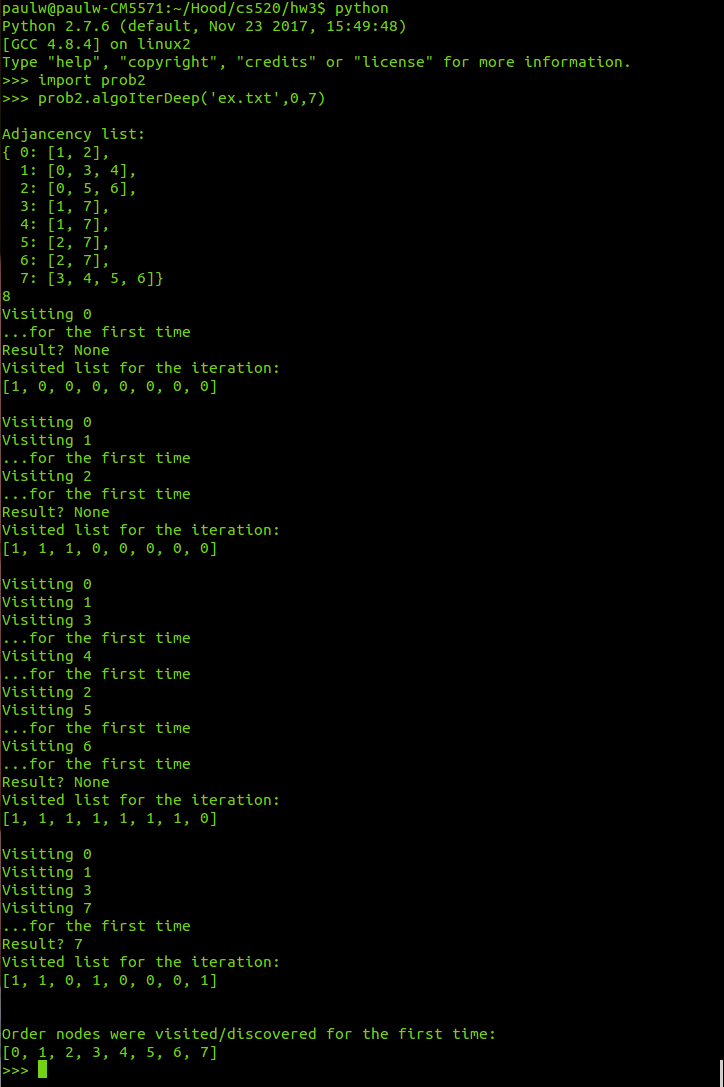 paulw@paulw-CM5571:~/Hood/cs520/hw3$ python
Python 2.7.6 (default, Nov 23 2017, 15:49:48)
[GCC 4.8.4] on linux2
Type "help", "copyright", "credits" or "license" for more information.
>>> import prob2
>>> prob2.algoIterDeep('ex.txt',0,7)
Adjancency list:
{ 0: [1, 2],
  1: [0, 3, 4],
  2: [0, 5, 6],
  3: [1, 7],
  4: [1, 7],
  5: [2, 7],
  6: [2, 7],
  7: [3, 4, 5, 6]}
8
Visiting 0
...for the first time
Result? None
Visited list for the iteration:
[1, 0, 0, 0, 0, 0, 0, 0]
Visiting 0
Visiting 1
...for the first time
Visiting 2
...for the first time
Result? None
Visited list for the iteration:
[1, 1, 1, 0, 0, 0, 0, 0]
Visiting 0
Visiting 1
Visiting 3
...for the first time
Visiting 4
...for the first time
Visiting 2
Visiting 5
...for the first time
Visiting 6
...for the first time
Result? None
Visited list for the iteration:
[1, 1, 1, 1, 1, 1, 1, 0]
Visiting 0
Visiting 1
Visiting 3
Visiting 7
...for the first time
Result? 7
Visited list for the iteration:
[1, 1, 0, 1, 0, 0, 0, 1]
Order nodes were visited/discovered for the first time:
[0, 1, 2, 3, 4, 5, 6, 7]
>>>